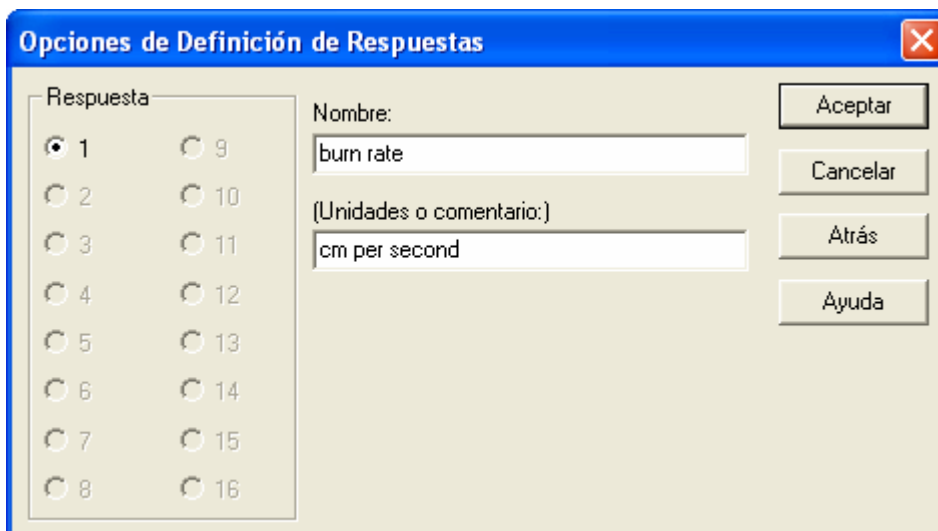 Opciones de Definición de Respuestas
Respuesta
1
9
2
10
3
11
4
12
5
13
6
14
7
15
8
16
Nombre:
burn rate
(Unidades o comentario:)
cm per second
Aceptar
Cancelar
Atrás
Ayuda